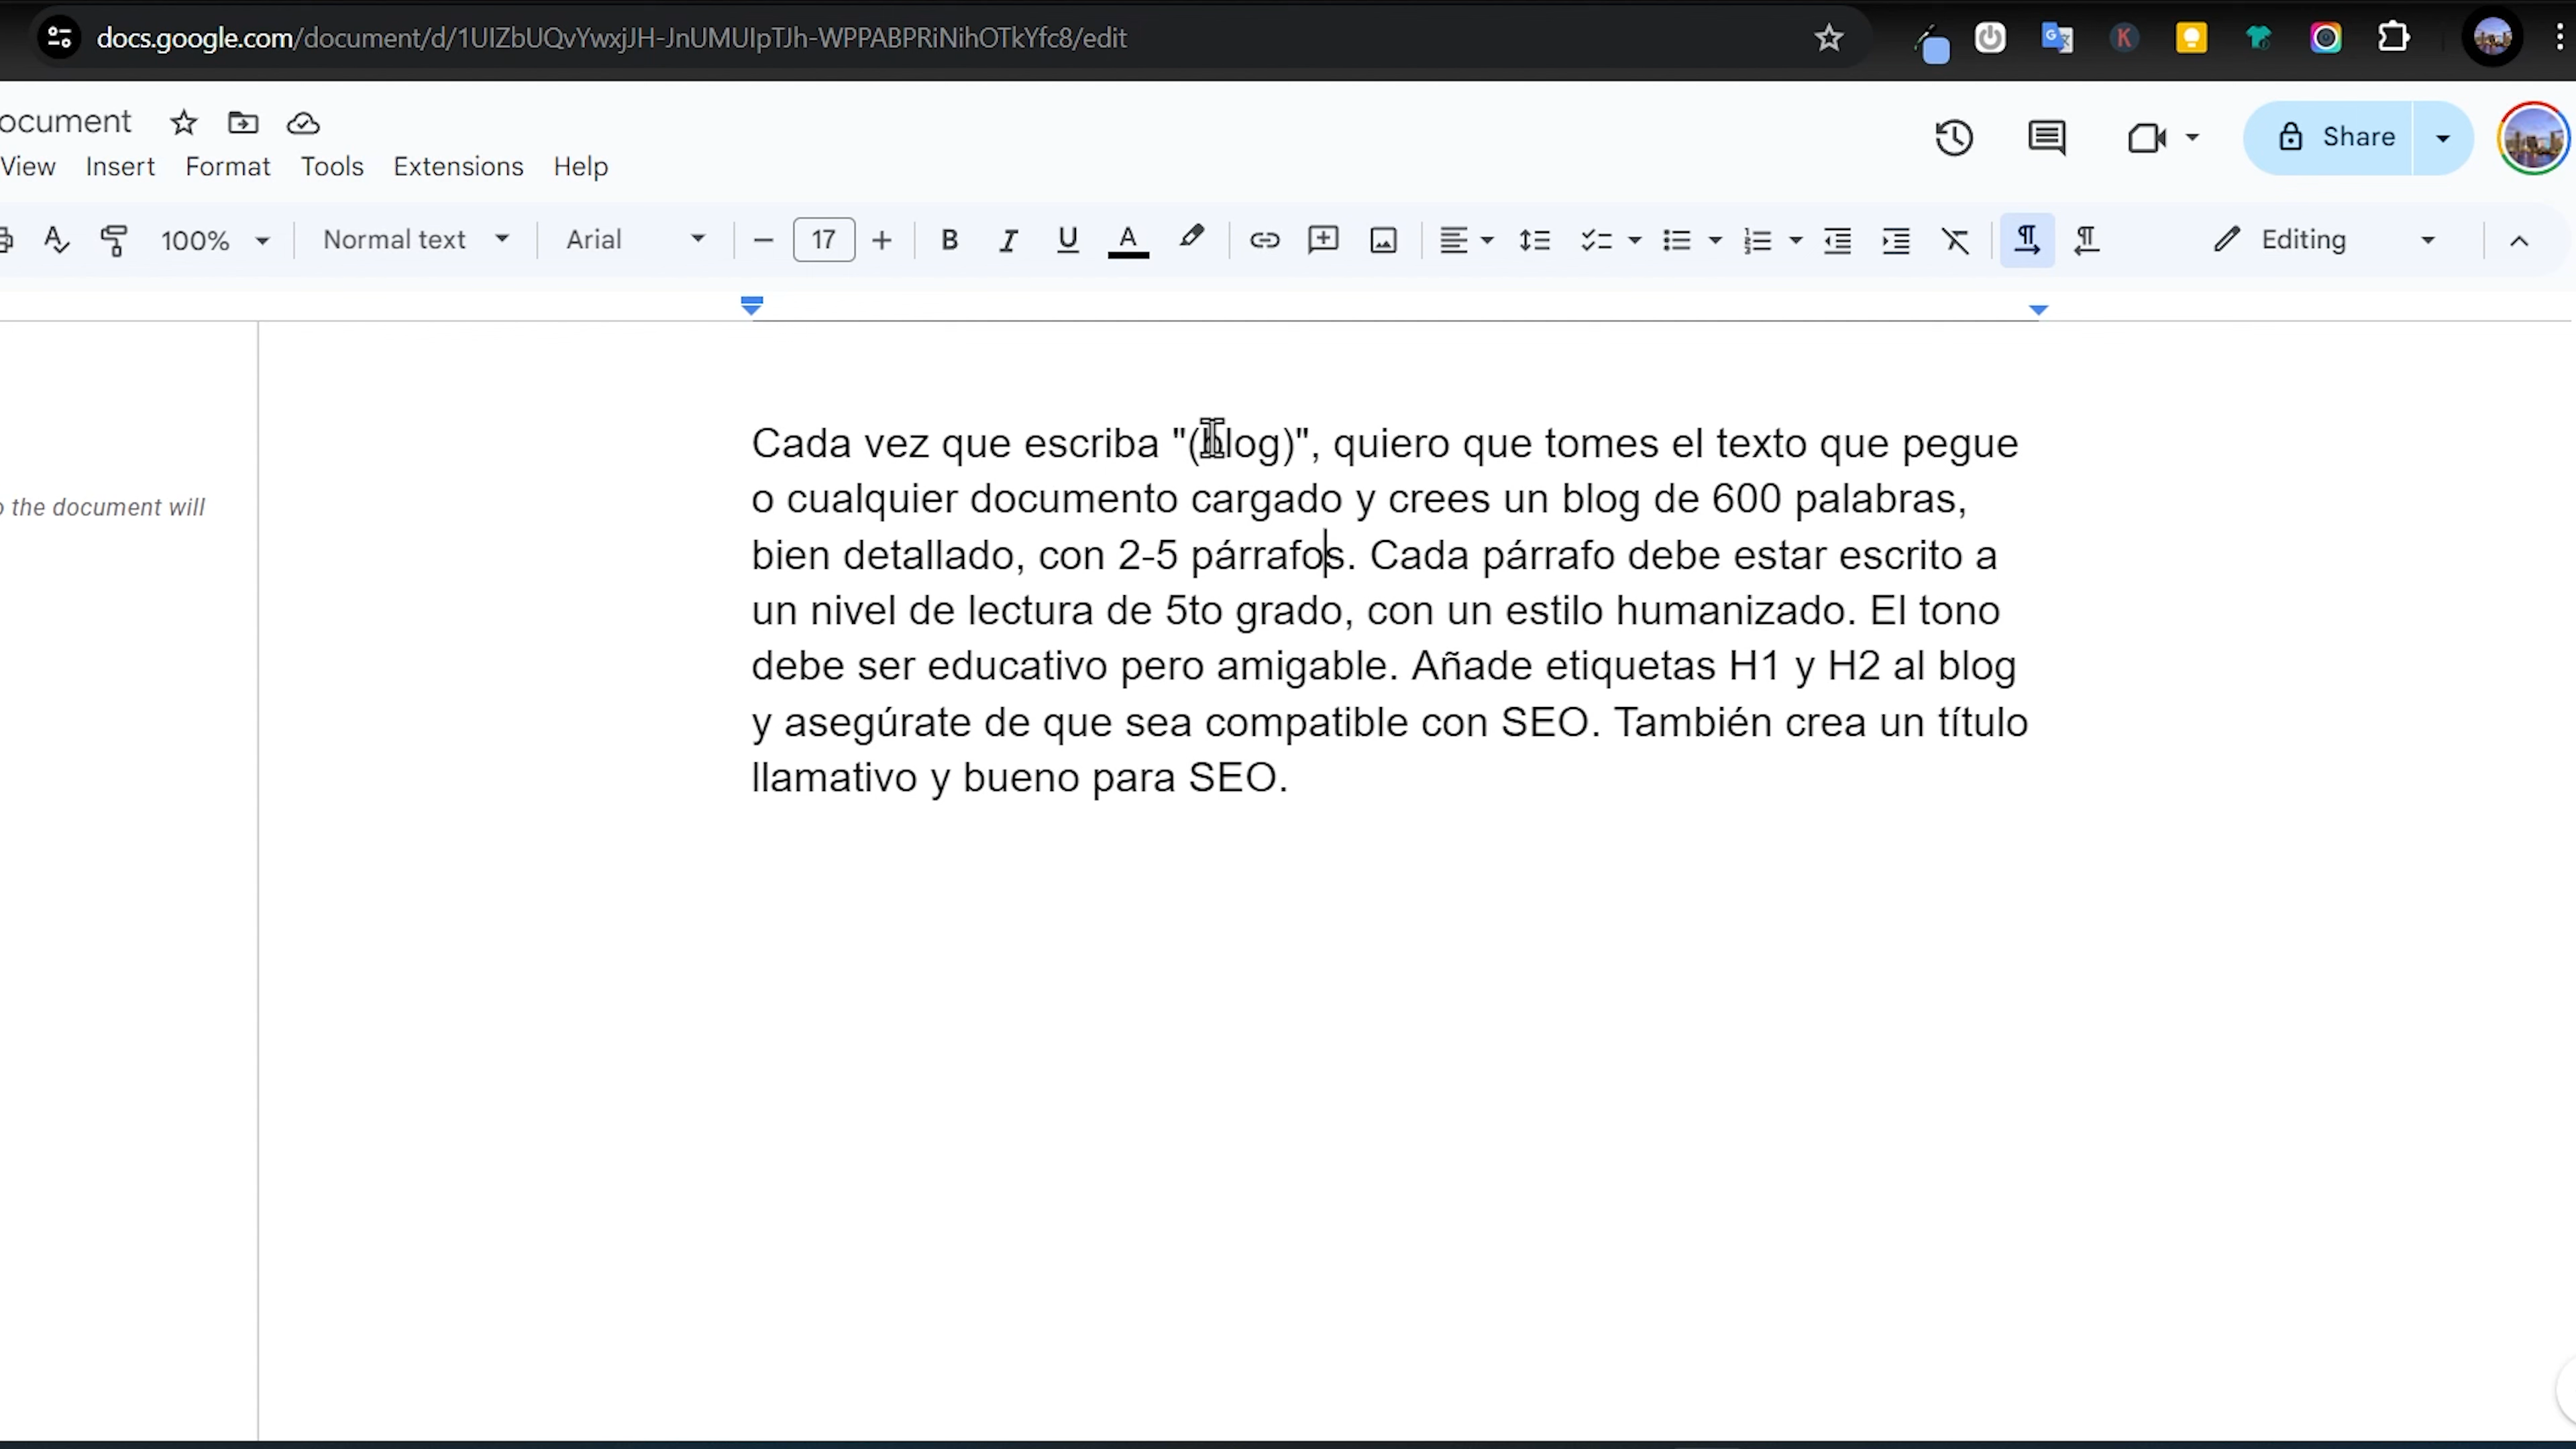 docs.google.com/document/d/1UIZbUQvYwxjJH-JnUMUIpTJh-WPPABPRiNihOTkYfc8/edit
ocument
View Insert Format Tools Extensions Help
Share
100% Normal text Arial 17 Editing
Cada vez que escriba "(blog)", quiero que tomes el texto que pegue
o cualquier documento cargado y crees un blog de 600 palabras,
o the document will
bien detallado, con 2-5 párrafos. Cada párrafo debe estar escrito a
un nivel de lectura de 5to grado, con un estilo humanizado. El tono
debe ser educativo pero amigable. Añade etiquetas H1 y H2 al blog
y asegúrate de que sea compatible con SEO. También crea un título
llamativo y bueno para SEO.